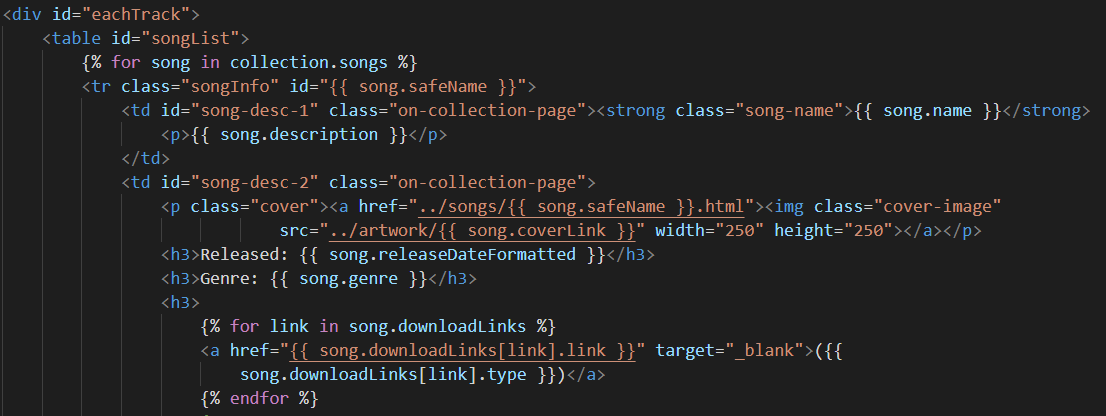 <div id="eachTrack">
<table id="songList">
{% for song in collection.songs %}
<tr class="songInfo" id="{{ song.safeName }}">
<td id="song-desc-1" class="on-collection-page"><strong class="song-name">{{ song.name }}</strong>
<p>{{ song.description }}</p>
</td>
<td id="song-desc-2" class="on-collection-page">
<p class="cover"><a href="../songs/{{ song.safeName }}.html"><img class="cover-image"
src="../artwork/{{ song.coverLink }}" width="250" height="250"></a></p>
<h3>Released: {{ song.releaseDateFormatted }}</h3>
<h3>Genre: {{ song.genre }}</h3>
<h3>
{% for link in song.downloadLinks %}
<a href="{{ song.downloadLinks[link].link }}" target="_blank">({{
song.downloadLinks[link].type }})</a>
{% endfor %}